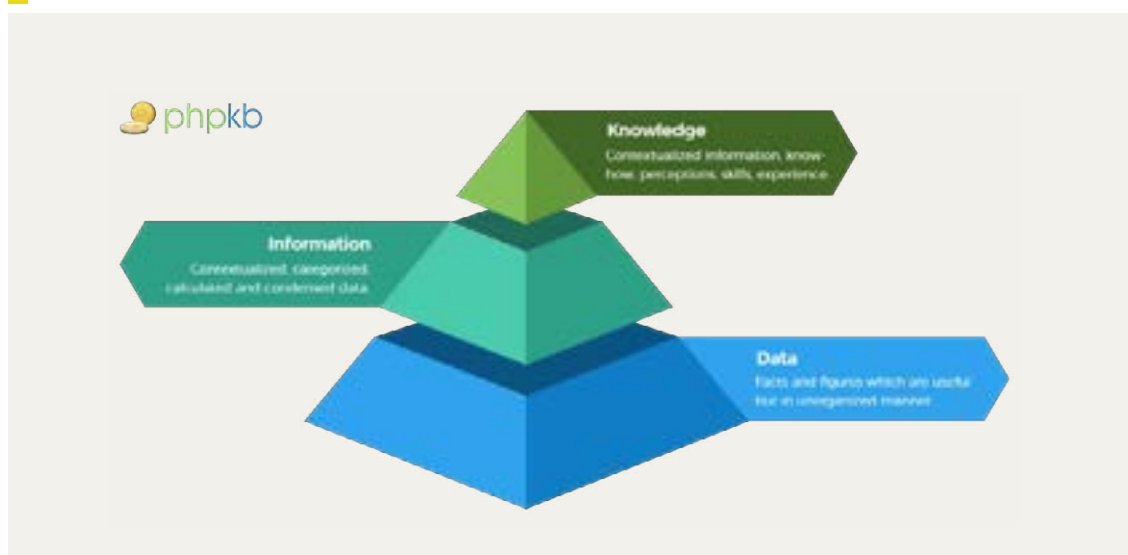 phpkb
Knowledge
Contextualized information, know-
how, perceptions, skills, experience
Information
Contextualized, categorized,
calculated and condensed data
Data
Facts and figures which are useful
but in unorganized manner